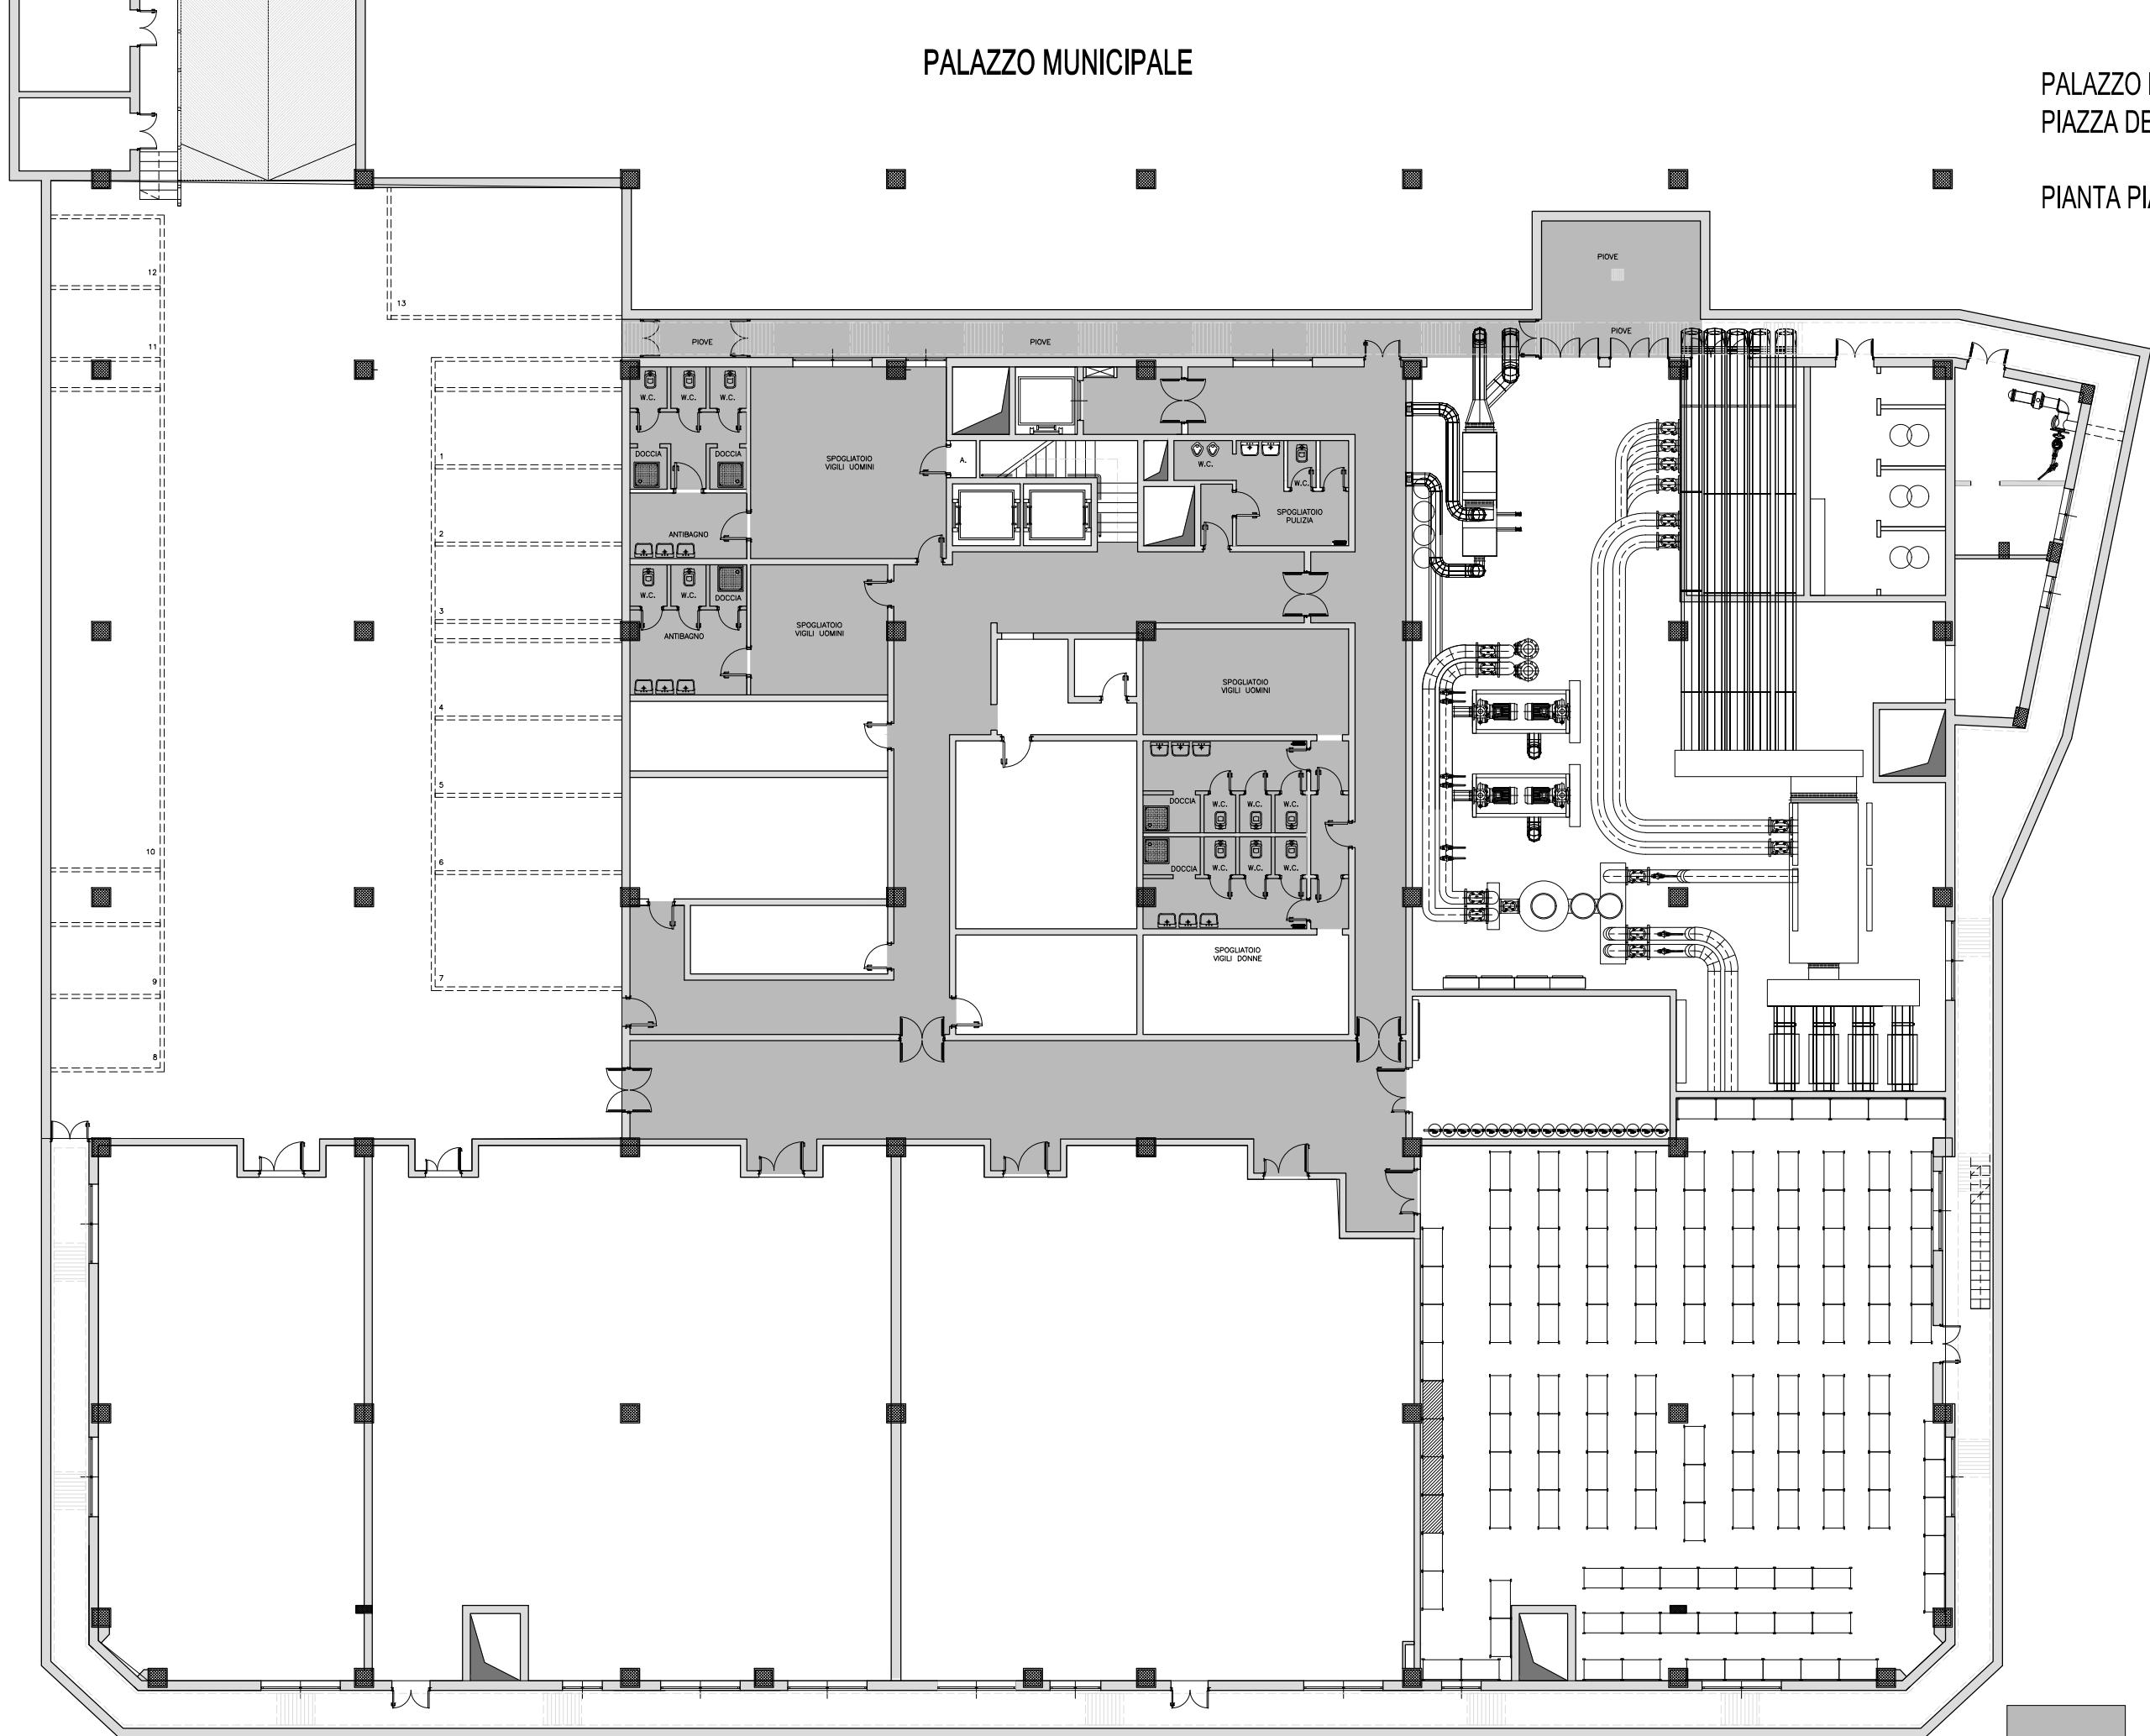 PALAZZO MUNICIPALE
PALAZZO
PIAZZA DE
PIANTA
PIOVE
12
13
11
PIOVE
PIOVE
PIOVE
W.C.
W.C.
W.C.
DOCCIA
DOCCIA
1
SPOGLIATOIO
VIGILI UOMINI
A.
W.C.
W.C.
SPOGLIATOIO
PULIZIA
2
ANTIBAGNO
W.C.
W.C.
DOCCIA
3
ANTIBAGNO
SPOGLIATOIO
VIGILI UOMINI
SPOGLIATOIO
VIGILI UOMINI
4
5
DOCCIA
W.C.
W.C.
W.C.
10
6
DOCCIA
W.C.
W.C.
W.C.
SPOGLIATOIO
VIGILI DONNE
9
7
8